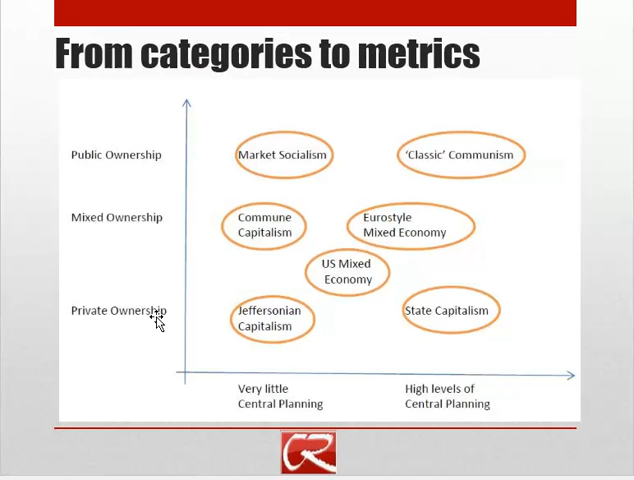 From categories to metrics
Public Ownership
Market Socialism
‘Classic’ Communism
Mixed Ownership
Commune
Capitalism
Eurostyle
Mixed Economy
US Mixed
Economy
Private Ownership
Jeffersonian
Capitalism
State Capitalism
Very little
Central Planning
High levels of
Central Planning
CR